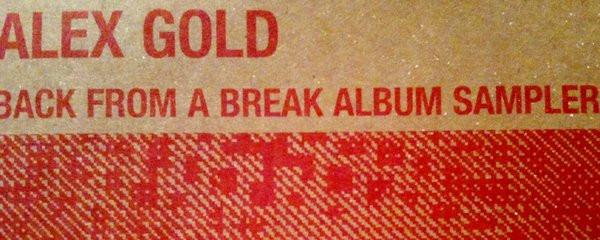 ALEX GOLD
BACK FROM A BREAK ALBUM SAMPLER